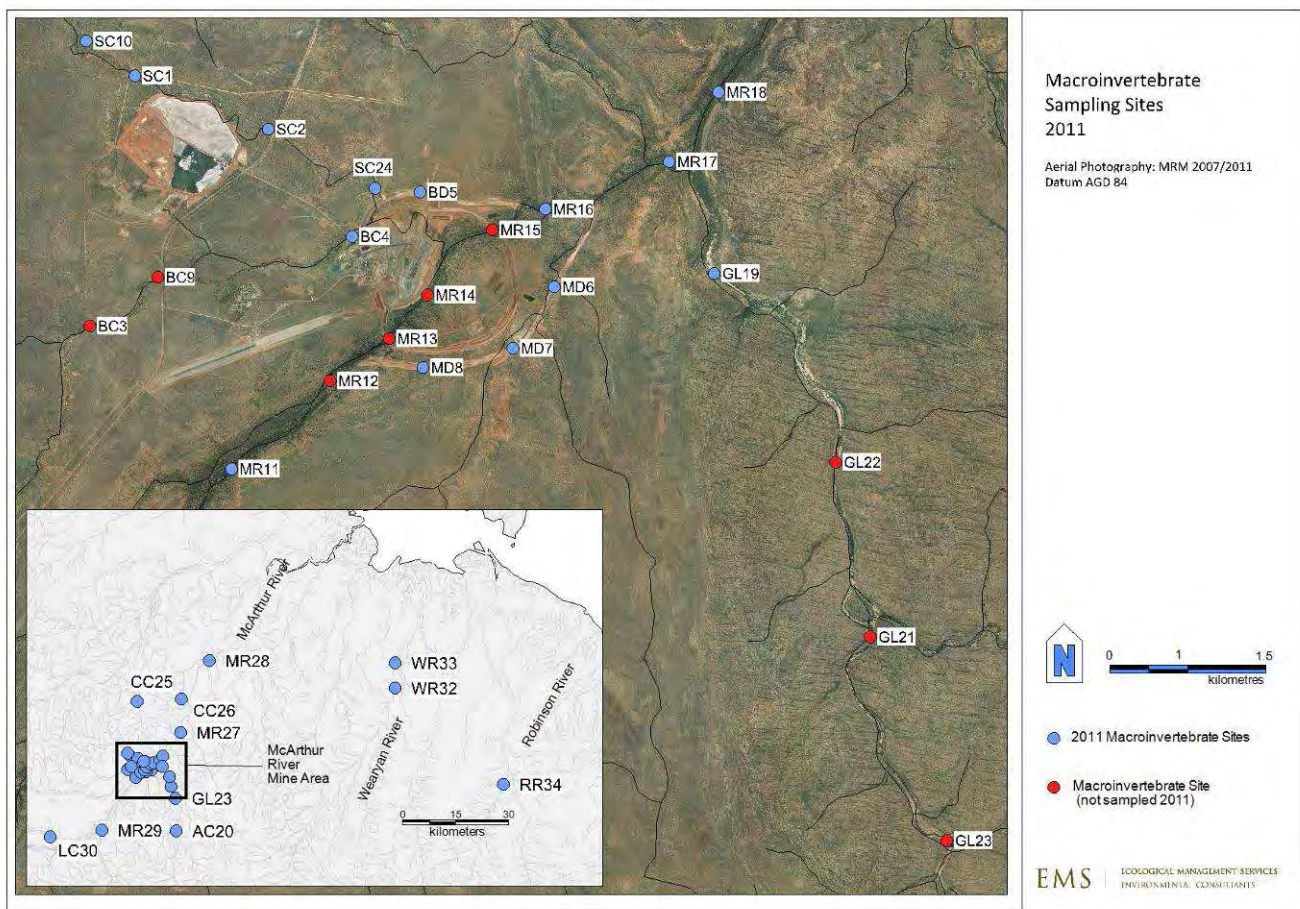 SC10
SC1
SC2
MR18
MR17
SC24
BD5
MR16
MR15
BC4
BC9
GL19
MD6
MR14
BC3
MR13
MD7
MD8
MR12
GL22
MR11
GL21
GL23
McArthur River
MR28
WR33
WR32
CC25
CC26
MR27
McArthur
River
Mine Area
Wearyan River
Robinson River
RR34
GL23
0 15 30
kilometers
MR29
AC20
LC30
Macroinvertebrate
Sampling Sites
2011
Aerial Photography: MRM 2007/2011
Datum AGD 84
N
0 1 1.5
kilometres
2011 Macroinvertebrate Sites
Macroinvertebrate Site
(not sampled 2011)
EMS
ECOLOGICAL MANAGEMENT SERVICES
ENVIRONMENTAL CONSULTANTS